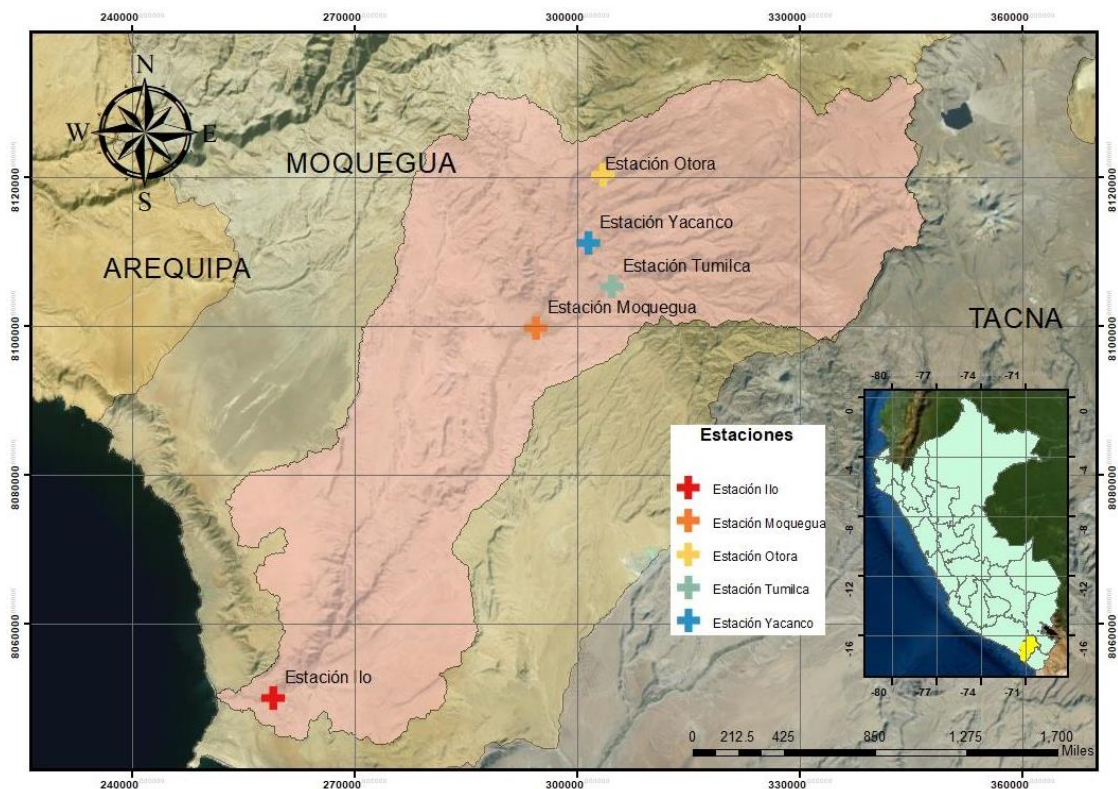 240000 270000 300000 330000 360000
N
W E
S
MOQUEGUA
AREQUIPA
TACNA
Estación Otora
Estación Yacanco
Estación Tumilca
Estación Moquegua
Estación Ilo
8120000 8120000
8100000 8100000
8080000 8080000
8060000 8060000
Estaciones
Estación Ilo
Estación Moquegua
Estación Otora
Estación Tumilca
Estación Yacanco
-80 -77 -74 -71
0 0
-4 -4
-8 -8
-12 -12
-16 -16
-80 -77 -74 -71
0 212.5 425 850 1,275 1,700
Miles
240000 270000 300000 330000 360000